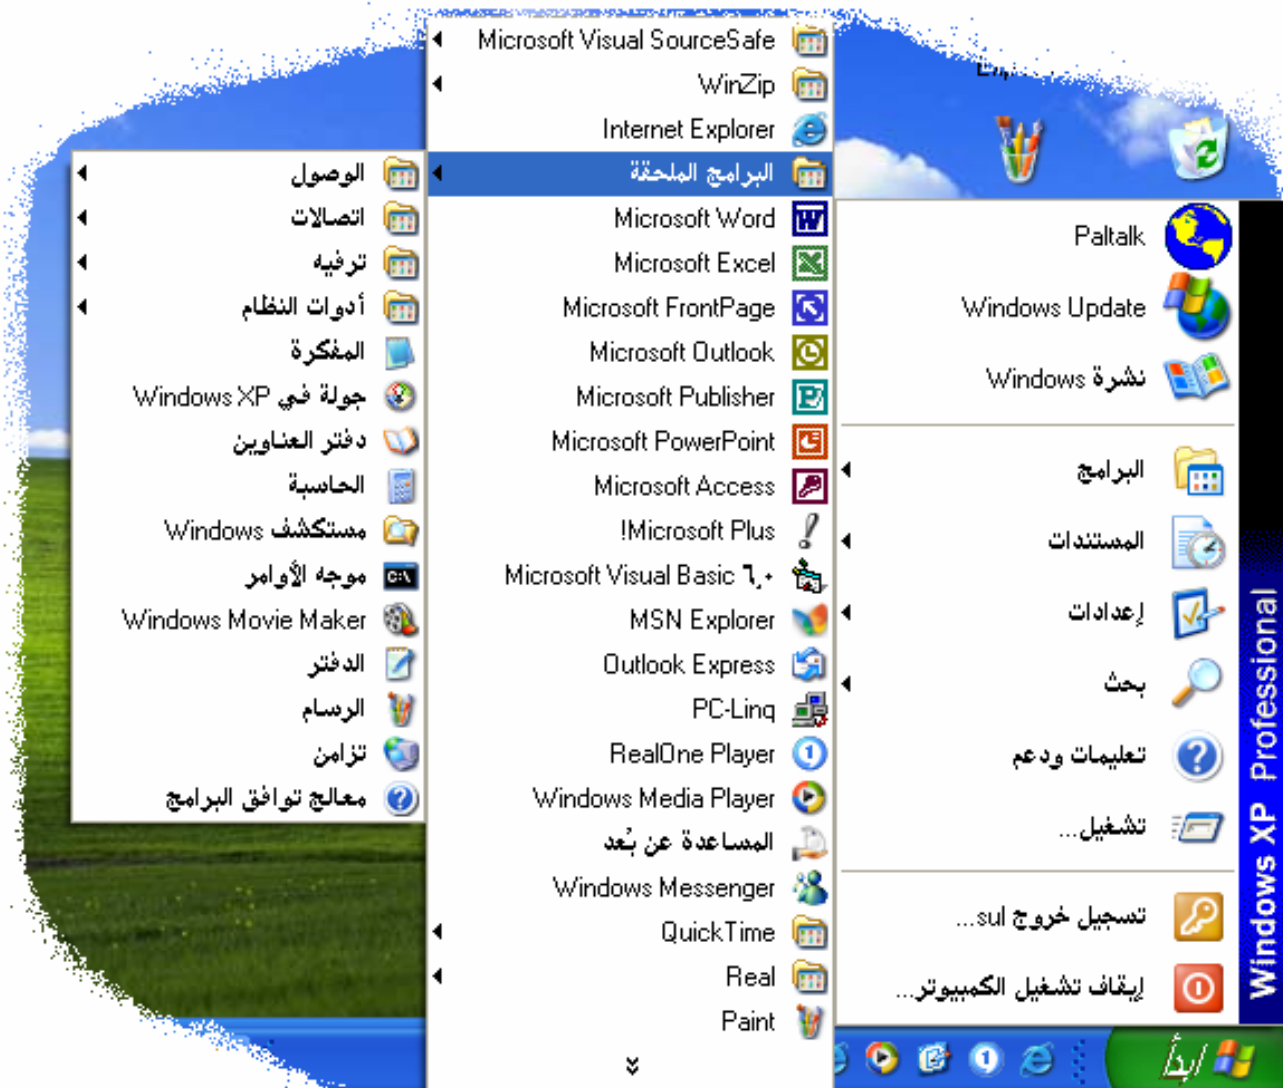 Paltalk
Windows Update
نشرة Windows
البرامج
المستندات
إعدادات
بحث
تعليمات ودعم
تشغيل...
تسجيل خروج sul...
إيقاف تشغيل الكمبيوتر...
Windows XP Professional
ابدأ
Microsoft Visual SourceSafe
WinZip
Internet Explorer
البرامج الملحقة
Microsoft Word
Microsoft Excel
Microsoft FrontPage
Microsoft Outlook
Microsoft Publisher
Microsoft PowerPoint
Microsoft Access
!Microsoft Plus
Microsoft Visual Basic ٦,٠
MSN Explorer
Outlook Express
PC-Linq
RealOne Player
Windows Media Player
المساعدة عن بُعد
Windows Messenger
QuickTime
Real
Paint
الوصول
اتصالات
ترفيه
أدوات النظام
المفكرة
جولة في Windows XP
دفتر العناوين
الحاسبة
مستكشف Windows
موجه الأوامر
Windows Movie Maker
الدفتر
الرسام
تزامن
معالج توافق البرامج